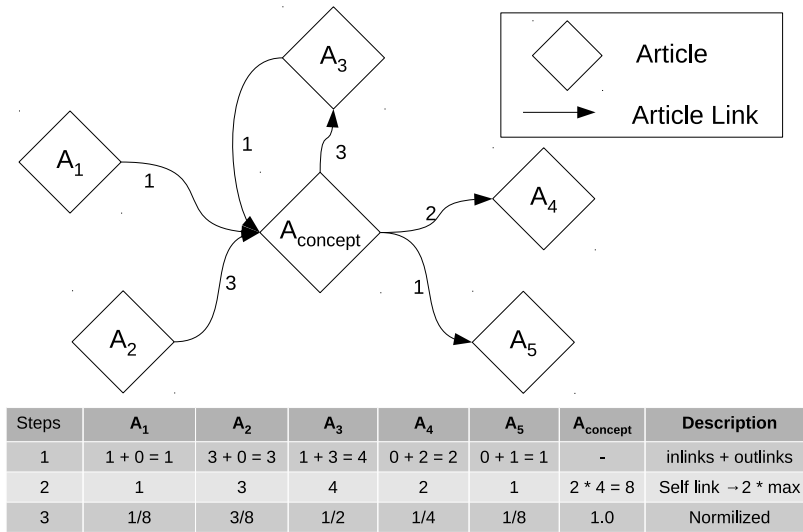 A3
Article
Article Link
1
3
A1
1
A4
2
Aconcept
3
1
A2
A5
Steps A1 A2 A3 A4 A5 Aconcept Description
1 1 + 0 = 1 3 + 0 = 3 1 + 3 = 4 0 + 2 = 2 0 + 1 = 1 - inlinks + outlinks
2 1 3 4 2 1 2 * 4 = 8 Self link →2 * max
3 1/8 3/8 1/2 1/4 1/8 1.0 Normilized